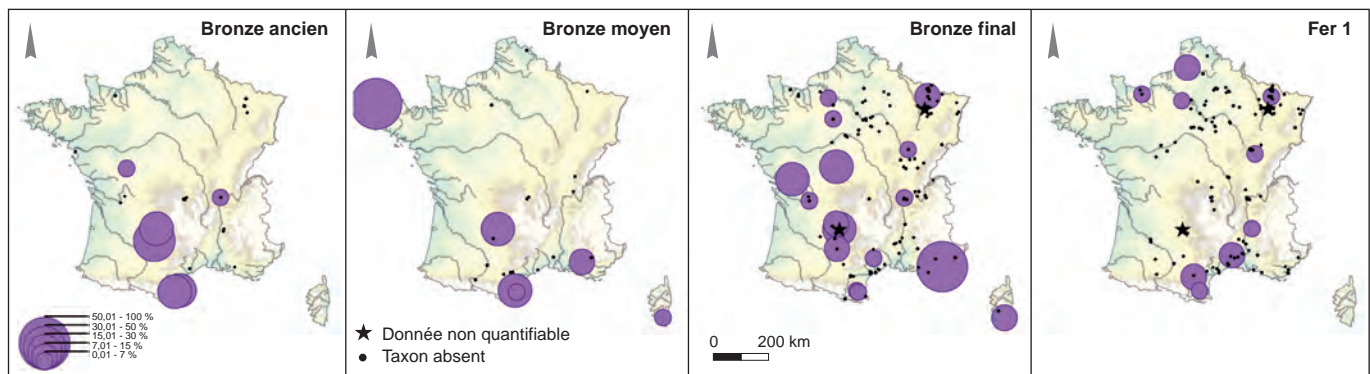 Bronze ancien
Bronze moyen
Bronze final
Fer 1
50,01 - 100 %
30,01 - 50 %
15,01 - 30 %
7,01 - 15 %
0,01 - 7 %
Donnée non quantifiable
Taxon absent
0 200 km